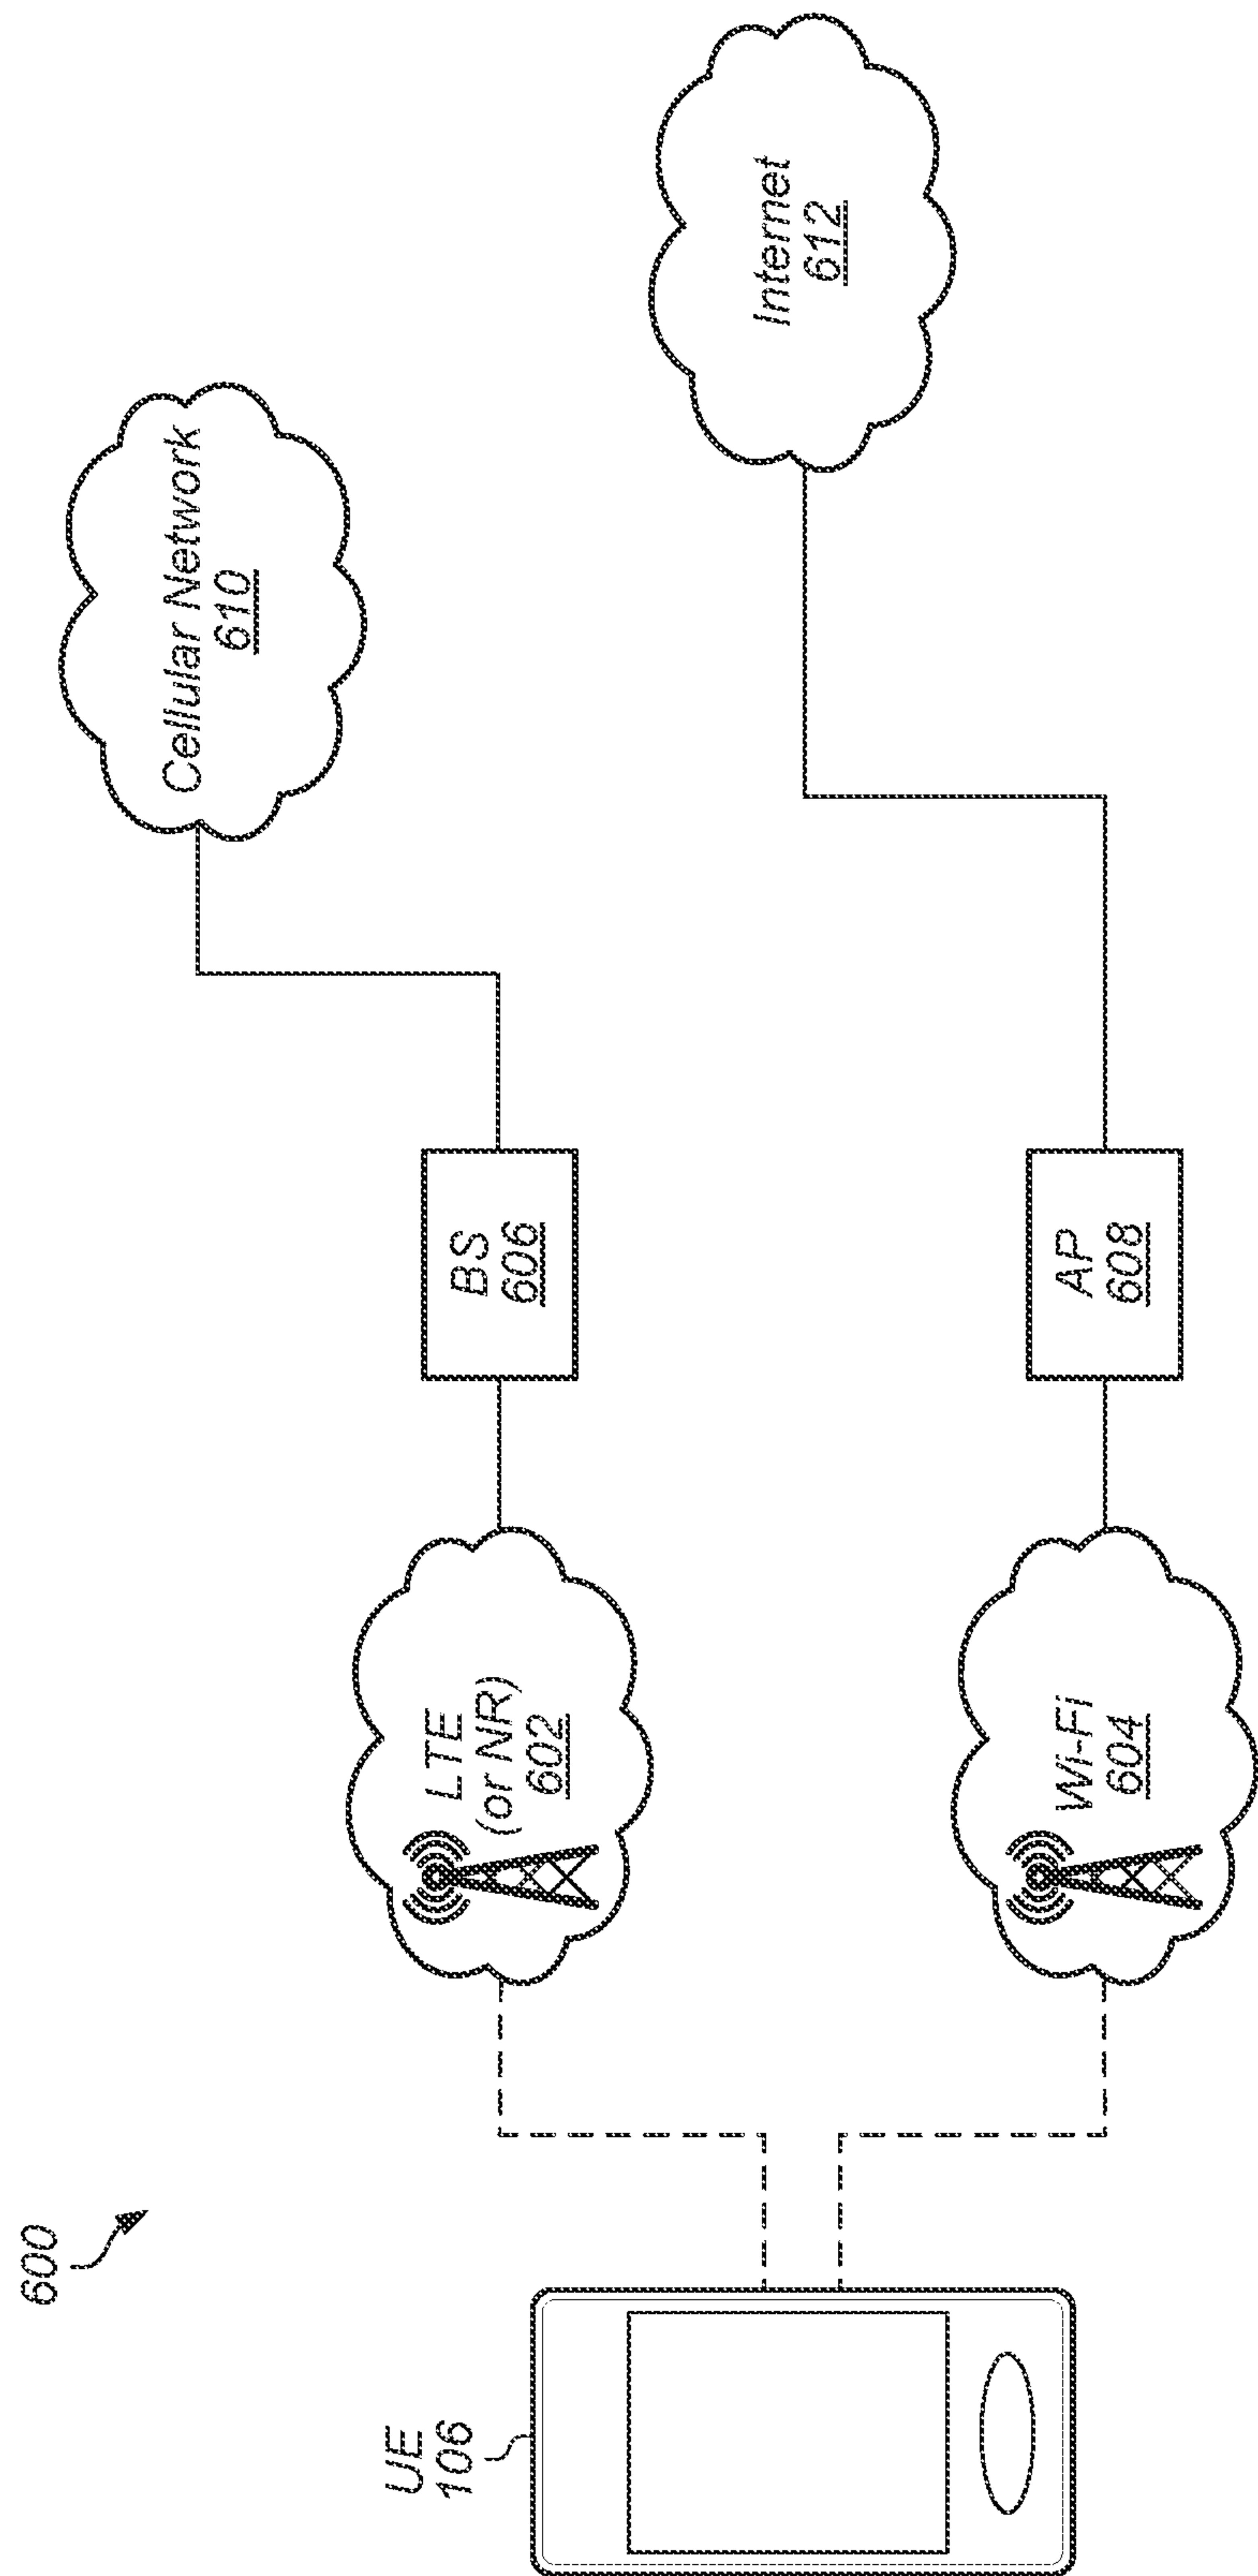 600
UE
106
LTE
(or NR)
602
BS
606
Cellular Network
610
Wi-Fi
604
AP
608
Internet
612